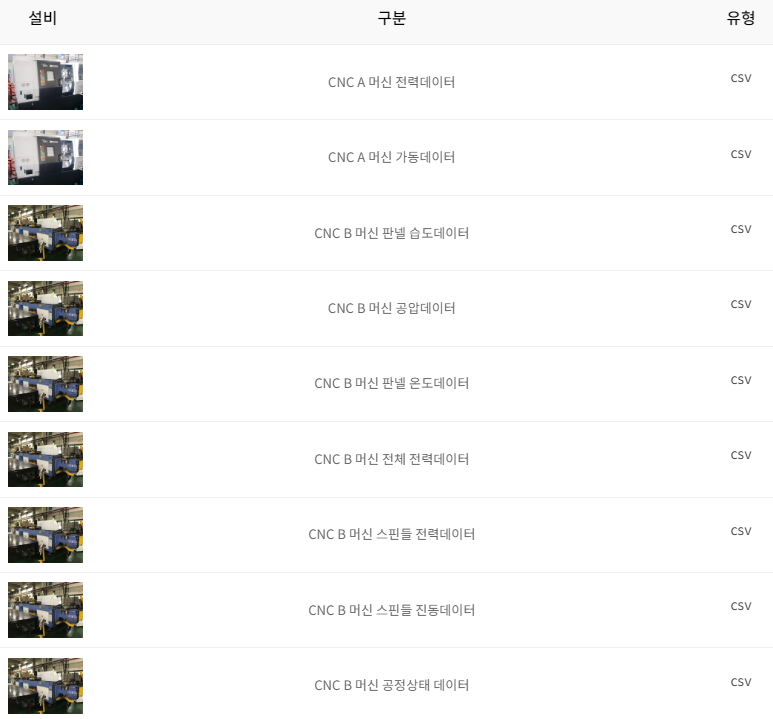 설비 구분 유형
CNC A 머신 전력데이터 csv
CNC A 머신 가동데이터 csv
CNC B 머신 판넬 습도데이터 csv
CNC B 머신 공압데이터 csv
CNC B 머신 판넬 온도데이터 csv
CNC B 머신 전체 전력데이터 csv
CNC B 머신 스핀들 전력데이터 csv
CNC B 머신 스핀들 진동데이터 csv
CNC B 머신 공정상태 데이터 csv